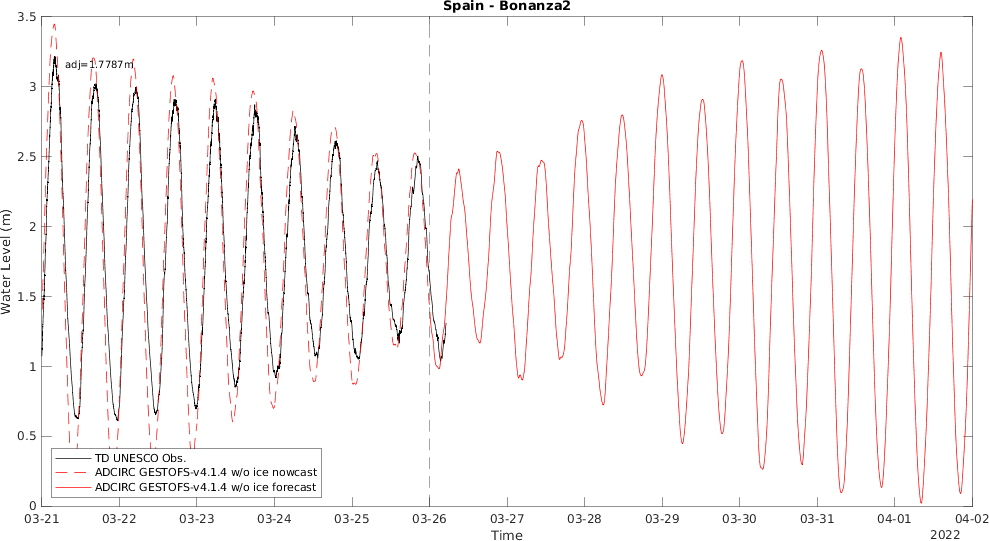 Spain - Bonanza2
3.5
3
2.5
2
1.5
1
0.5
0
Water Level (m)
adj=1.7787m
TD UNESCO Obs.
ADCIRC GESTOFS-v4.1.4 w/o ice nowcast
ADCIRC GESTOFS-v4.1.4 w/o ice forecast
03-21 03-22 03-23 03-24 03-25 03-26 03-27 03-28 03-29 03-30 03-31 04-01 04-02
Time
2022